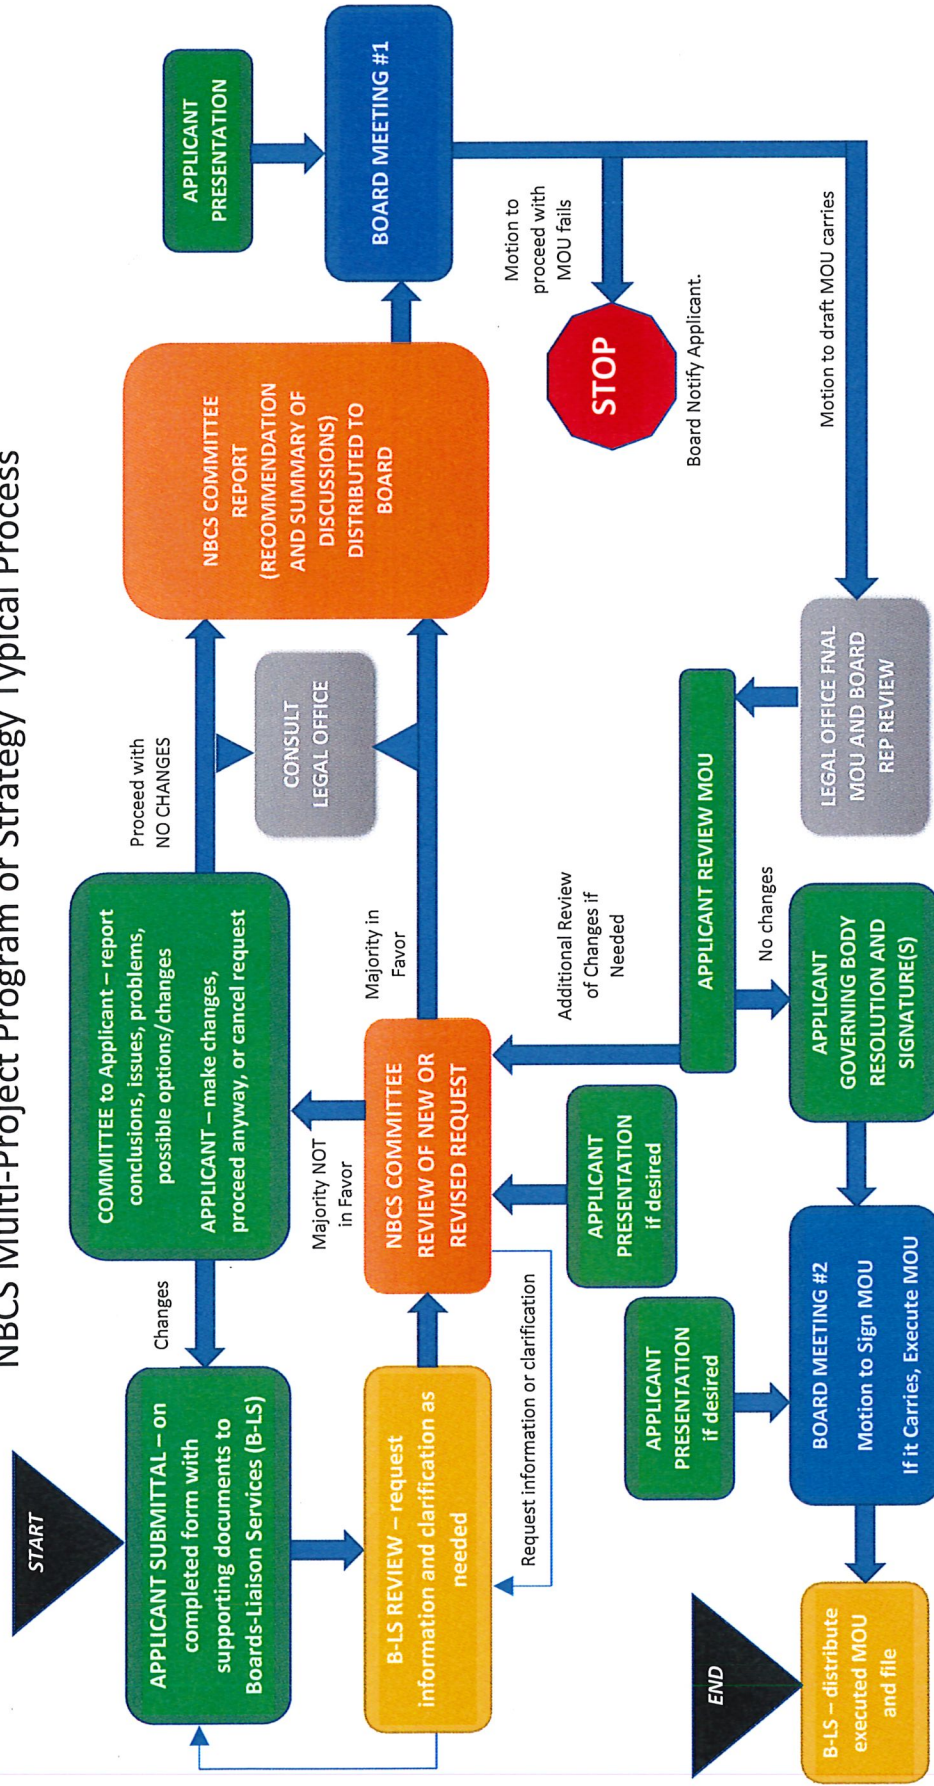 NBCS Multi-Project Program or Strategy Typical Process
START
APPLICANT SUBMITTAL – on
completed form with
supporting documents to
Boards-Liaison Services (B-LS)
Changes
COMMITTEE to Applicant – report
conclusions, issues, problems,
possible options/changes
APPLICANT – make changes,
proceed anyway, or cancel request
Proceed with
NO CHANGES
CONSULT
LEGAL OFFICE
NBCS COMMITTEE
REPORT
(RECOMMENDATION
AND SUMMARY OF
DISCUSSIONS)
DISTRIBUTED TO
BOARD
APPLICANT
PRESENTATION
BOARD MEETING #1
B-LS REVIEW – request
information and clarification as
needed
Majority NOT
in Favor
NBCS COMMITTEE
REVIEW OF NEW OR
REVISED REQUEST
Majority in
Favor
Request information or clarification
APPLICANT
PRESENTATION
if desired
Additional Review
of Changes if
Needed
Motion to
proceed with
MOU fails
STOP
Board Notify Applicant.
Motion to draft MOU carries
LEGAL OFFICE FNAL
MOU AND BOARD
REP REVIEW
APPLICANT REVIEW MOU
No changes
APPLICANT
GOVERNING BODY
RESOLUTION AND
SIGNATURE(S)
APPLICANT
PRESENTATION
if desired
BOARD MEETING #2
Motion to Sign MOU
If it Carries, Execute MOU
END
B-LS – distribute
executed MOU
and file